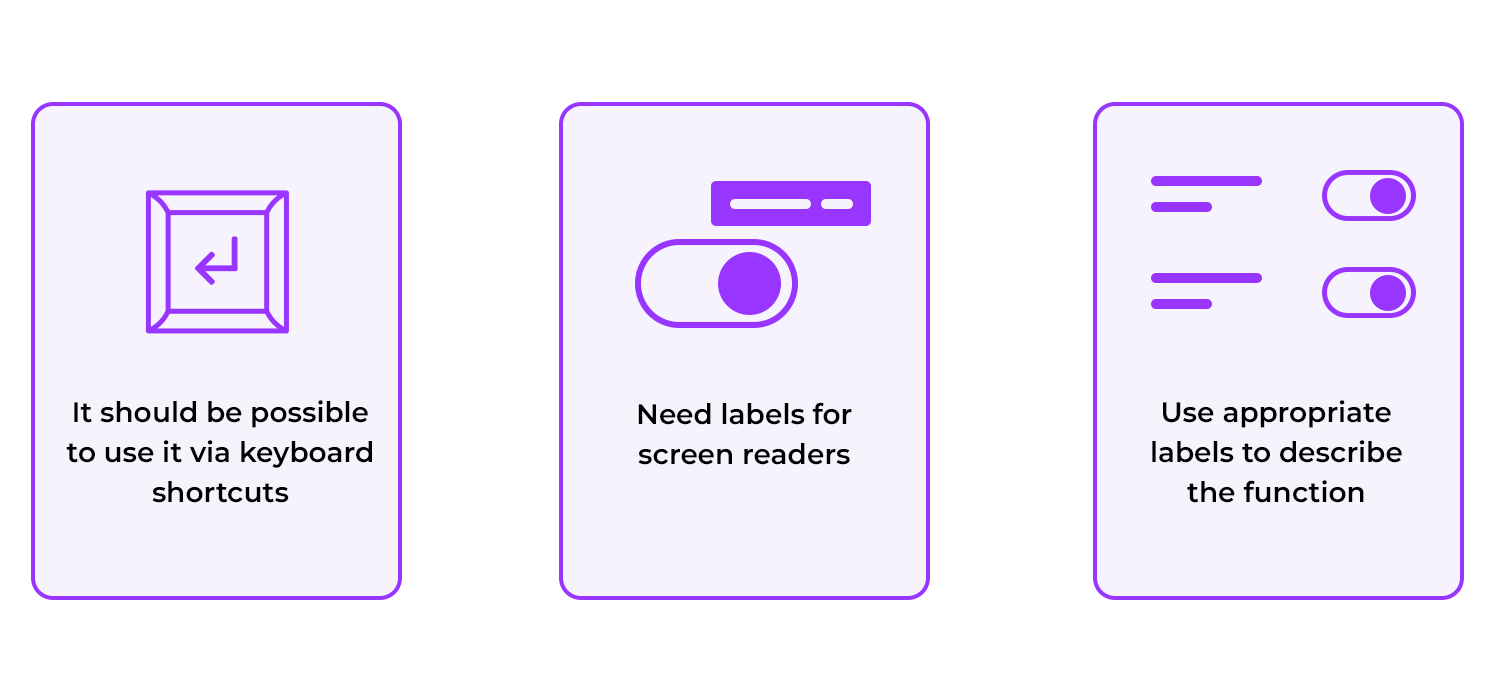 It should be possible
to use it via keyboard
shortcuts
Need labels for
screen readers
Use appropriate
labels to describe
the function